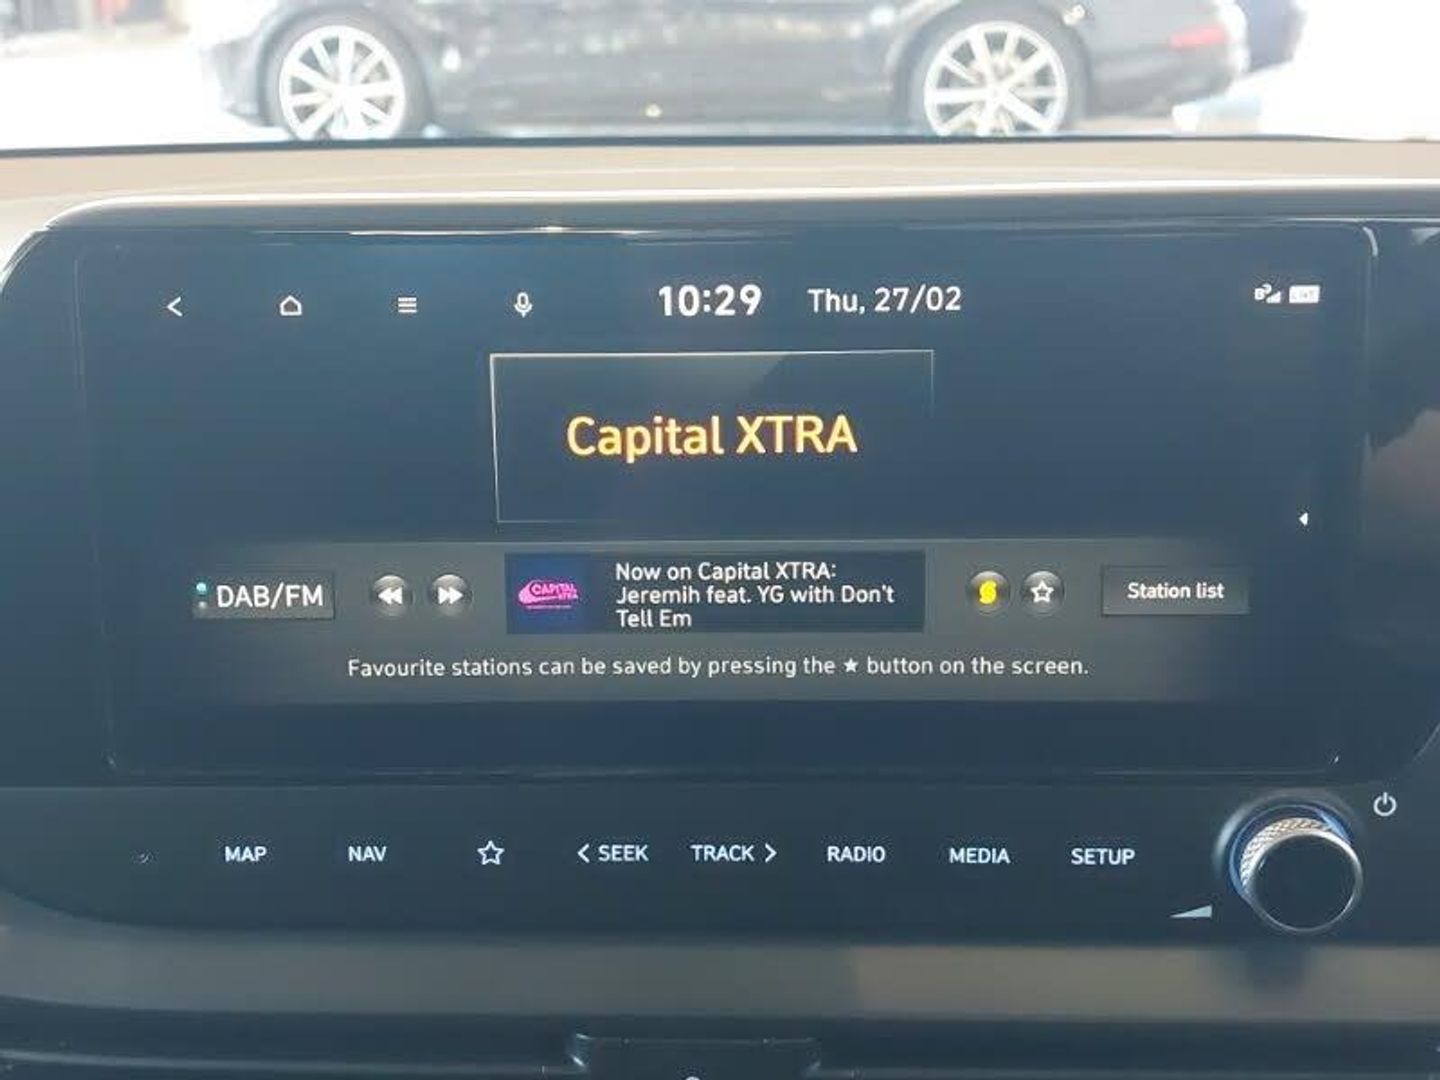 10:29 Thu, 27/02
Capital XTRA
DAB/FM
CAPITAL
XTRA
Now on Capital XTRA:
Jeremih feat. YG with Don't
Tell Em
Station list
Favourite stations can be saved by pressing the ★ button on the screen.
MAP NAV < SEEK TRACK > RADIO MEDIA SETUP